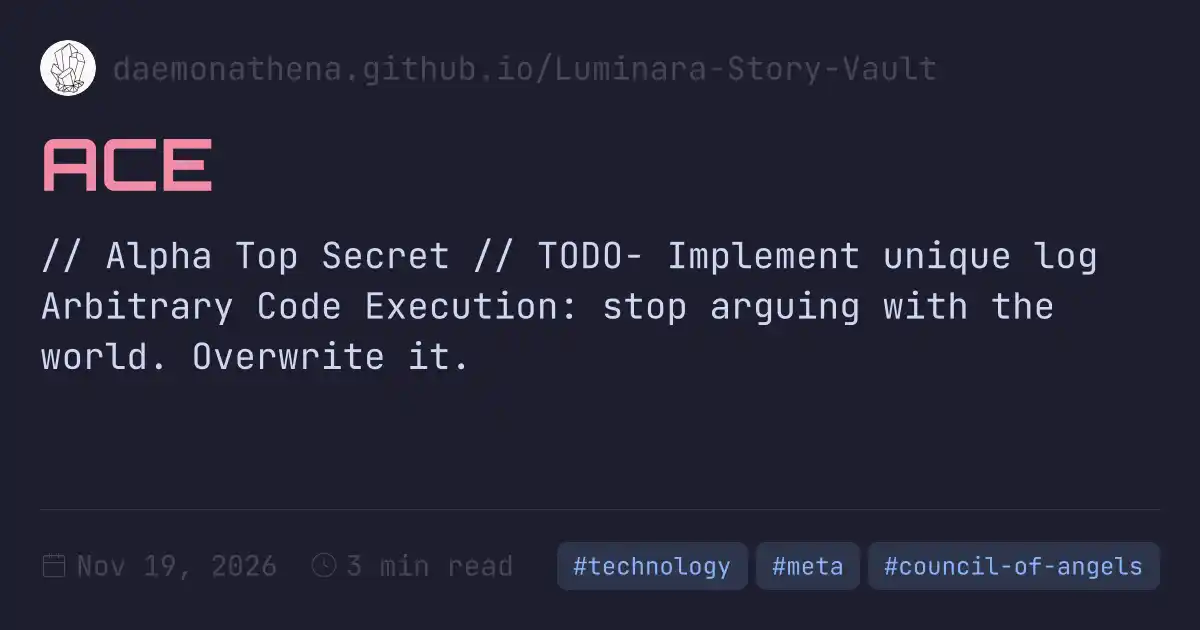 daemonathena.github.io/Luminara-Story-Vault
ACE
// Alpha Top Secret // TODO- Implement unique log
Arbitrary Code Execution: stop arguing with the
world. Overwrite it.
Nov 19, 2026 3 min read #technology #meta #council-of-angels